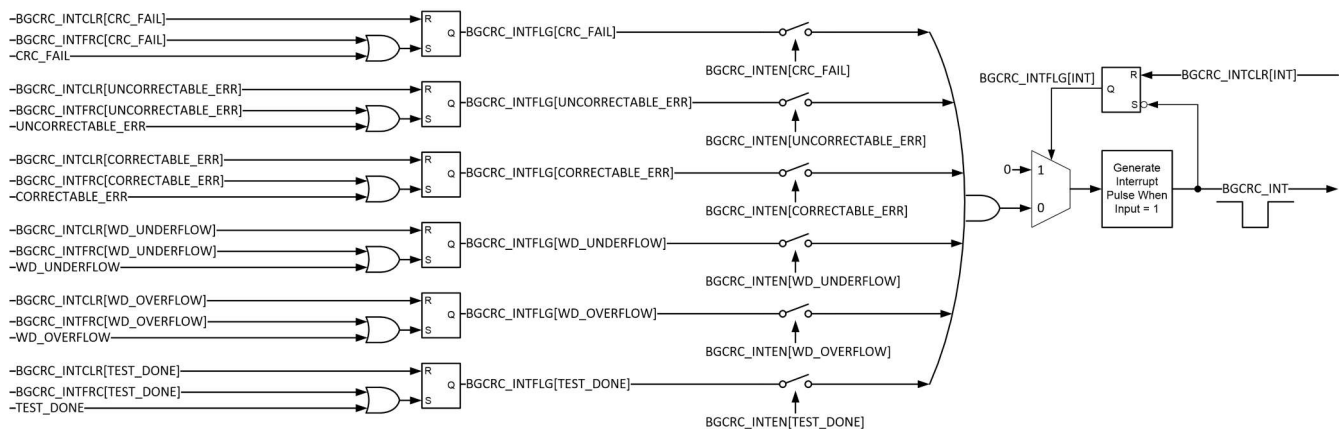 BGCRC_INTCLR[CRC_FAIL]
BGCRC_INTFRC[CRC_FAIL]
CRC_FAIL
R
S
Q
BGCRC_INTFLG[CRC_FAIL]
BGCRC_INTEN[CRC_FAIL]
BGCRC_INTCLR[UNCORRECTABLE_ERR]
BGCRC_INTFRC[UNCORRECTABLE_ERR]
UNCORRECTABLE_ERR
R
S
Q
BGCRC_INTFLG[UNCORRECTABLE_ERR]
BGCRC_INTEN[UNCORRECTABLE_ERR]
BGCRC_INTCLR[CORRECTABLE_ERR]
BGCRC_INTFRC[CORRECTABLE_ERR]
CORRECTABLE_ERR
R
S
Q
BGCRC_INTFLG[CORRECTABLE_ERR]
BGCRC_INTEN[CORRECTABLE_ERR]
BGCRC_INTCLR[WD_UNDERFLOW]
BGCRC_INTFRC[WD_UNDERFLOW]
WD_UNDERFLOW
R
S
Q
BGCRC_INTFLG[WD_UNDERFLOW]
BGCRC_INTEN[WD_UNDERFLOW]
BGCRC_INTCLR[WD_OVERFLOW]
BGCRC_INTFRC[WD_OVERFLOW]
WD_OVERFLOW
R
S
Q
BGCRC_INTFLG[WD_OVERFLOW]
BGCRC_INTEN[WD_OVERFLOW]
BGCRC_INTCLR[TEST_DONE]
BGCRC_INTFRC[TEST_DONE]
TEST_DONE
R
S
Q
BGCRC_INTFLG[TEST_DONE]
BGCRC_INTEN[TEST_DONE]
BGCRC_INTFLG[INT]
Q
R
S
BGCRC_INTCLR[INT]
0
1
0
Generate
Interrupt
Pulse When
Input = 1
BGCRC_INT